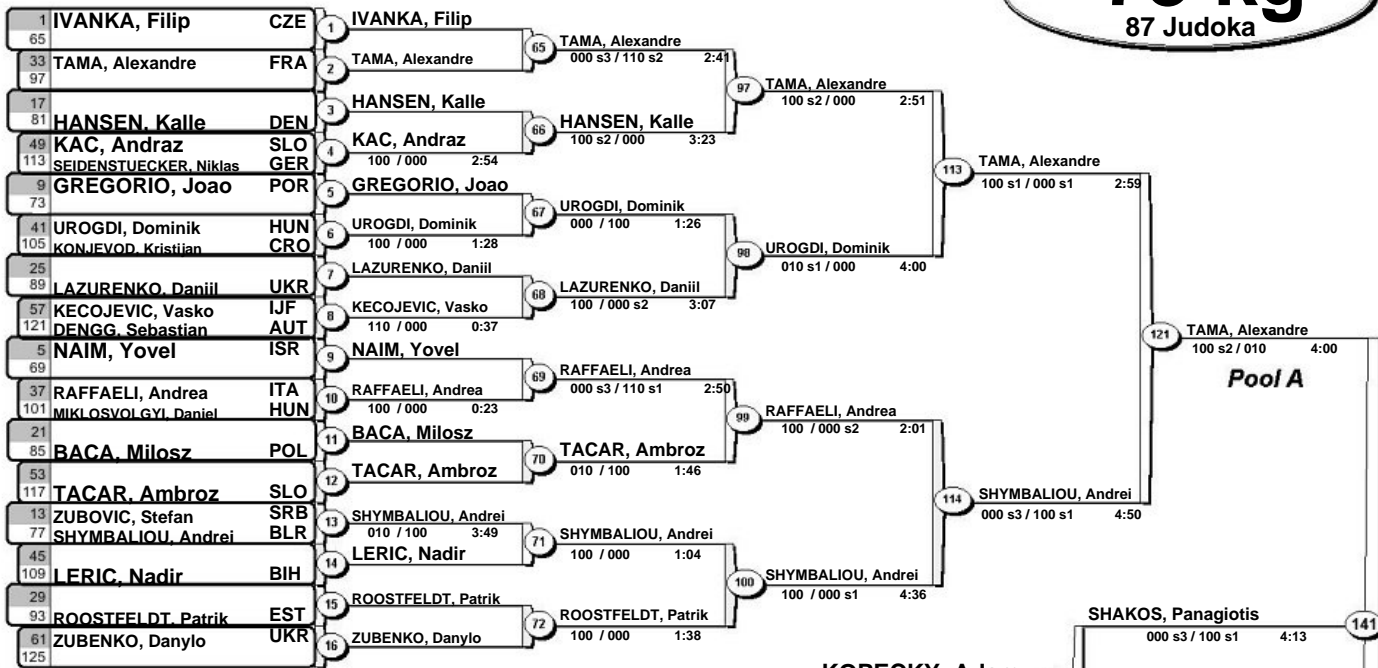 73 kg
87 Judoka
1 IVANKA, Filip CZE
65
33 TAMA, Alexandre FRA
97
17
81 HANSEN, Kalle DEN
49 KAC, Andraz SLO
113 SEIDENSTUECKER, Niklas GER
9 GREGORIO, Joao POR
73
41 UROGDI, Dominik HUN
105 KONJEVOD, Kristijan CRO
25
89 LAZURENKO, Daniil UKR
57 KECOJEVIC, Vasko IJF
121 DENGG, Sebastian AUT
5 NAIM, Yovel ISR
69
37 RAFFAELI, Andrea ITA
101 MIKLOSVOLGYI, Daniel HUN
21
85 BACA, Milosz POL
53
117 TACAR, Ambroz SLO
13 ZUBOVIC, Stefan SRB
77 SHYMBALIOU, Andrei BLR
45
109 LERIC, Nadir BIH
29
93 ROOSTFELDT, Patrik EST
61 ZUBENKO, Danylo UKR
125
1 IVANKA, Filip
2 TAMA, Alexandre
3 HANSEN, Kalle
4 KAC, Andraz
100 / 000 2:54
5 GREGORIO, Joao
6 UROGDI, Dominik
100 / 000 1:28
7 LAZURENKO, Daniil
8 KECOJEVIC, Vasko
110 / 000 0:37
9 NAIM, Yovel
10 RAFFAELI, Andrea
100 / 000 0:23
11 BACA, Milosz
12 TACAR, Ambroz
13 SHYMBALIOU, Andrei
010 / 100 3:49
14 LERIC, Nadir
15 ROOSTFELDT, Patrik
16 ZUBENKO, Danylo
65 TAMA, Alexandre
000 s3 / 110 s2 2:41
66 HANSEN, Kalle
100 s2 / 000 3:23
67 UROGDI, Dominik
000 / 100 1:26
68 LAZURENKO, Daniil
100 / 000 s2 3:07
69 RAFFAELI, Andrea
000 s3 / 110 s1 2:50
70 TACAR, Ambroz
010 / 100 1:46
71 SHYMBALIOU, Andrei
100 / 000 1:04
72 ROOSTFELDT, Patrik
100 / 000 1:38
97 TAMA, Alexandre
100 s2 / 000 2:51
98 UROGDI, Dominik
010 s1 / 000 4:00
99 RAFFAELI, Andrea
100 / 000 s2 2:01
100 SHYMBALIOU, Andrei
100 / 000 s1 4:36
113 TAMA, Alexandre
100 s1 / 000 s1 2:59
114 SHYMBALIOU, Andrei
000 s3 / 100 s1 4:50
121 TAMA, Alexandre
100 s2 / 010 4:00
Pool A
SHAKOS, Panagiotis
000 s3 / 100 s1 4:13
141